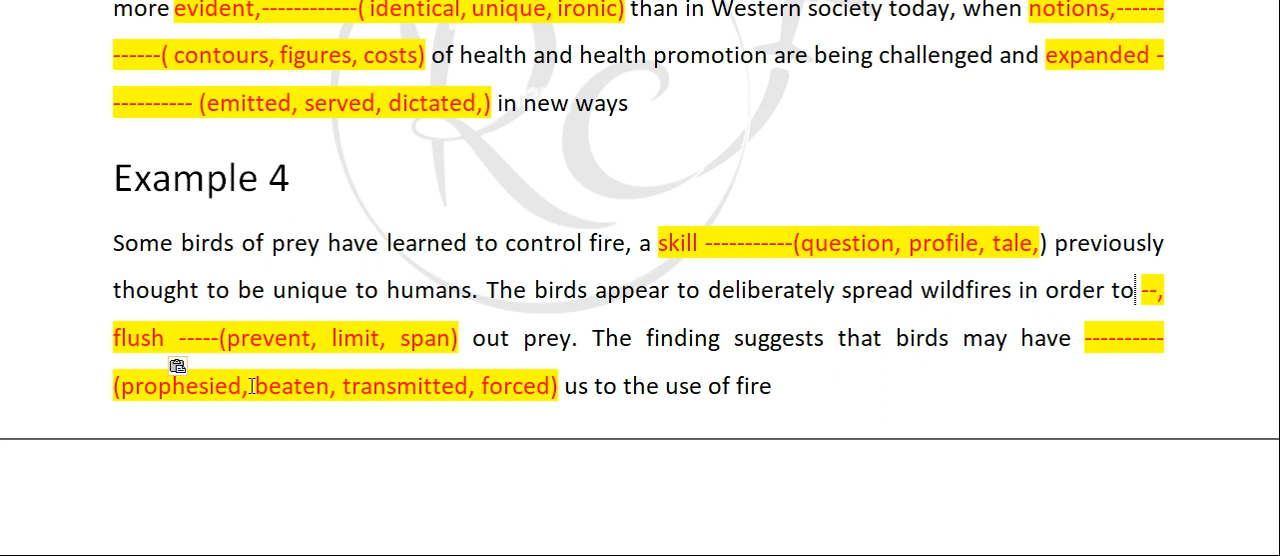 more evident,------------( identical, unique, ironic) than in Western society today, when notions,------
------( contours, figures, costs) of health and health promotion are being challenged and expanded -
---------- (emitted, served, dictated,) in new ways
Example 4
Some birds of prey have learned to control fire, a skill -----------(question, profile, tale,) previously
thought to be unique to humans. The birds appear to deliberately spread wildfires in order to --,
flush -----(prevent, limit, span) out prey. The finding suggests that birds may have ----------
(prophesied, beaten, transmitted, forced) us to the use of fire